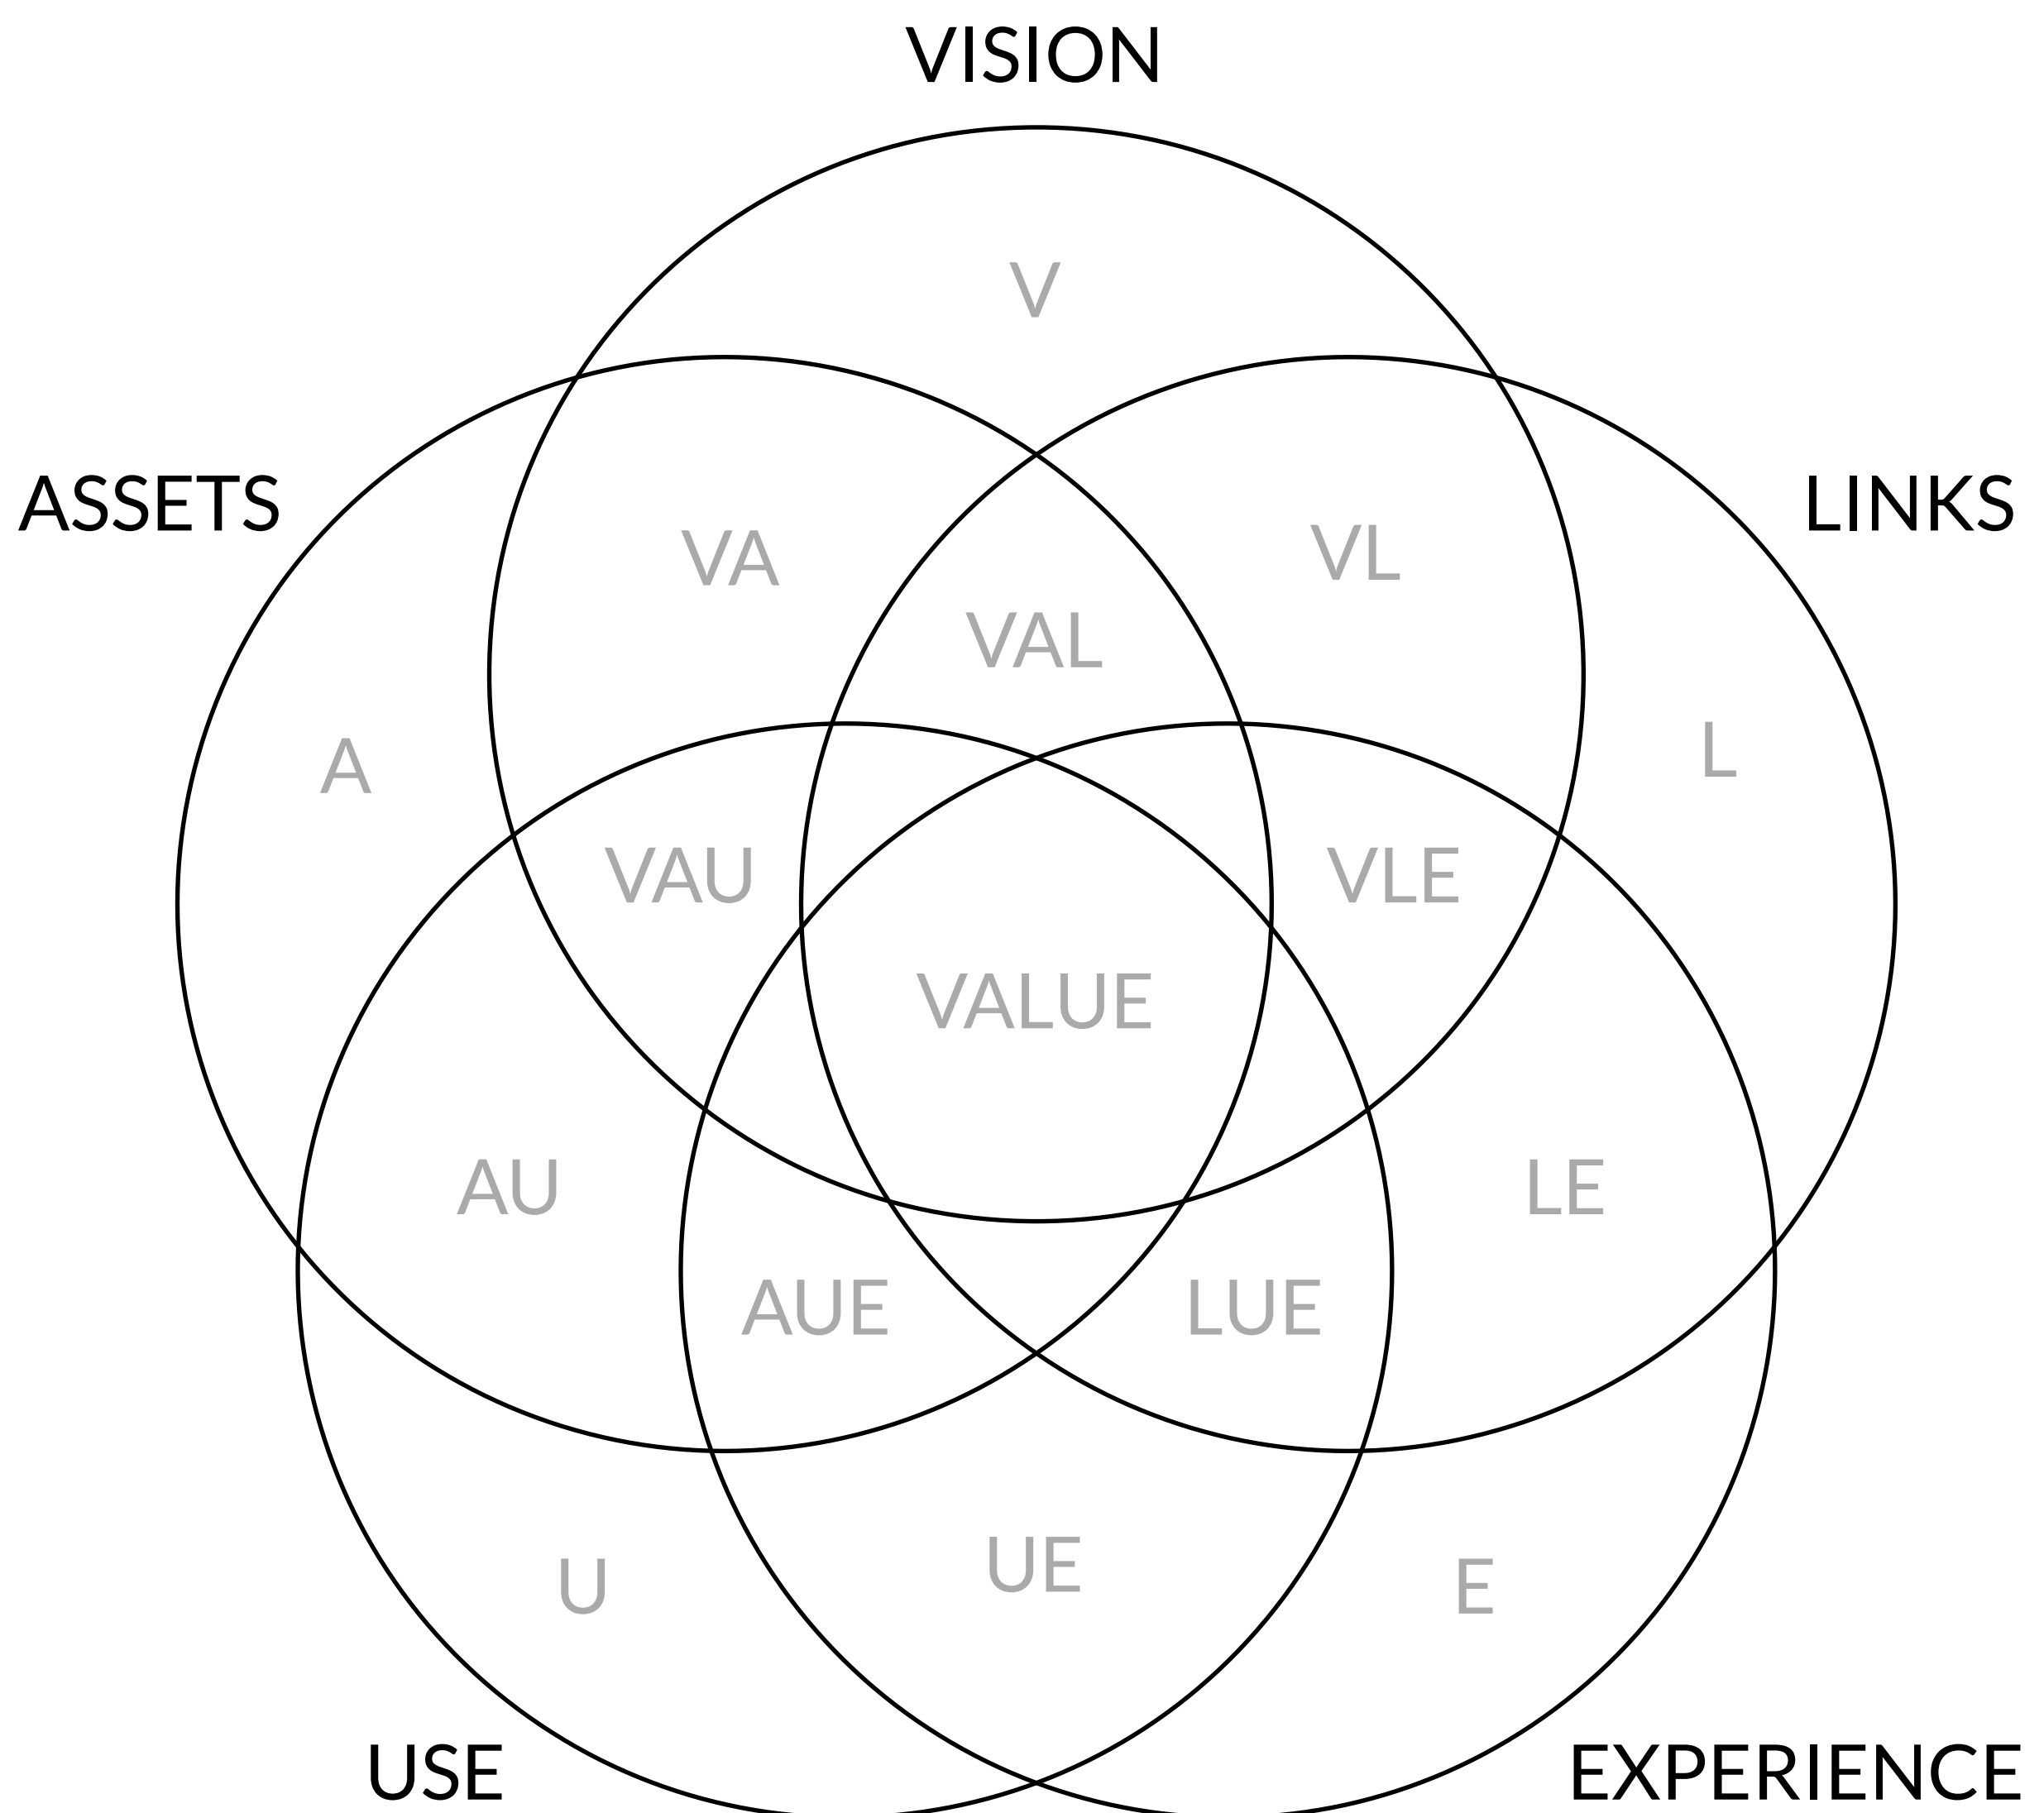 VISION
V
ASSETS
LINKS
VA
VL
VAL
A
L
VAU
VLE
VALUE
AU
LE
AUE
LUE
UE
U
E
USE
EXPERIENCE